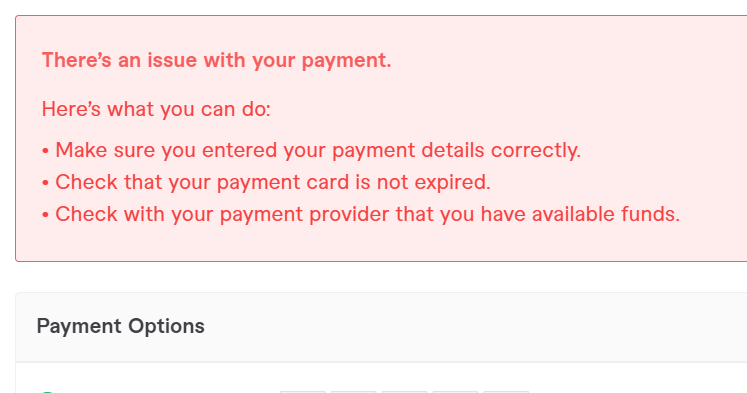 There's an issue with your payment.
Here's what you can do:
• Make sure you entered your payment details correctly.
• Check that your payment card is not expired.
• Check with your payment provider that you have available funds.
Payment Options